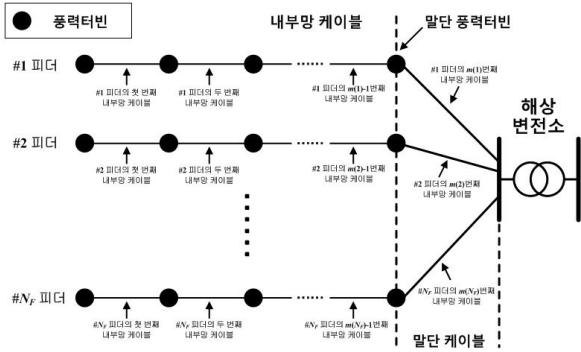 풍력터빈
내부망 케이블
말단 풍력터빈
#1 피더
#1 피더의 첫 번째
내부망 케이블
#1 피더의 두 번째
내부망 케이블
#1 피더의 m(1)-1번째
내부망 케이블
#1 피더의 m(1)번째
내부망 케이블
해상
변전소
#2 피더
#2 피더의 첫 번째
내부망 케이블
#2 피더의 두 번째
내부망 케이블
#2 피더의 m(2)-1번째
내부망 케이블
#2 피더의 m(2)번째
내부망 케이블
#NF 피더
#NF 피더의 첫 번째
내부망 케이블
#NF 피더의 두 번째
내부망 케이블
#NF 피더의 m(NF)-1번째
내부망 케이블
#NF 피더의 m(NF)번째
내부망 케이블
말단 케이블